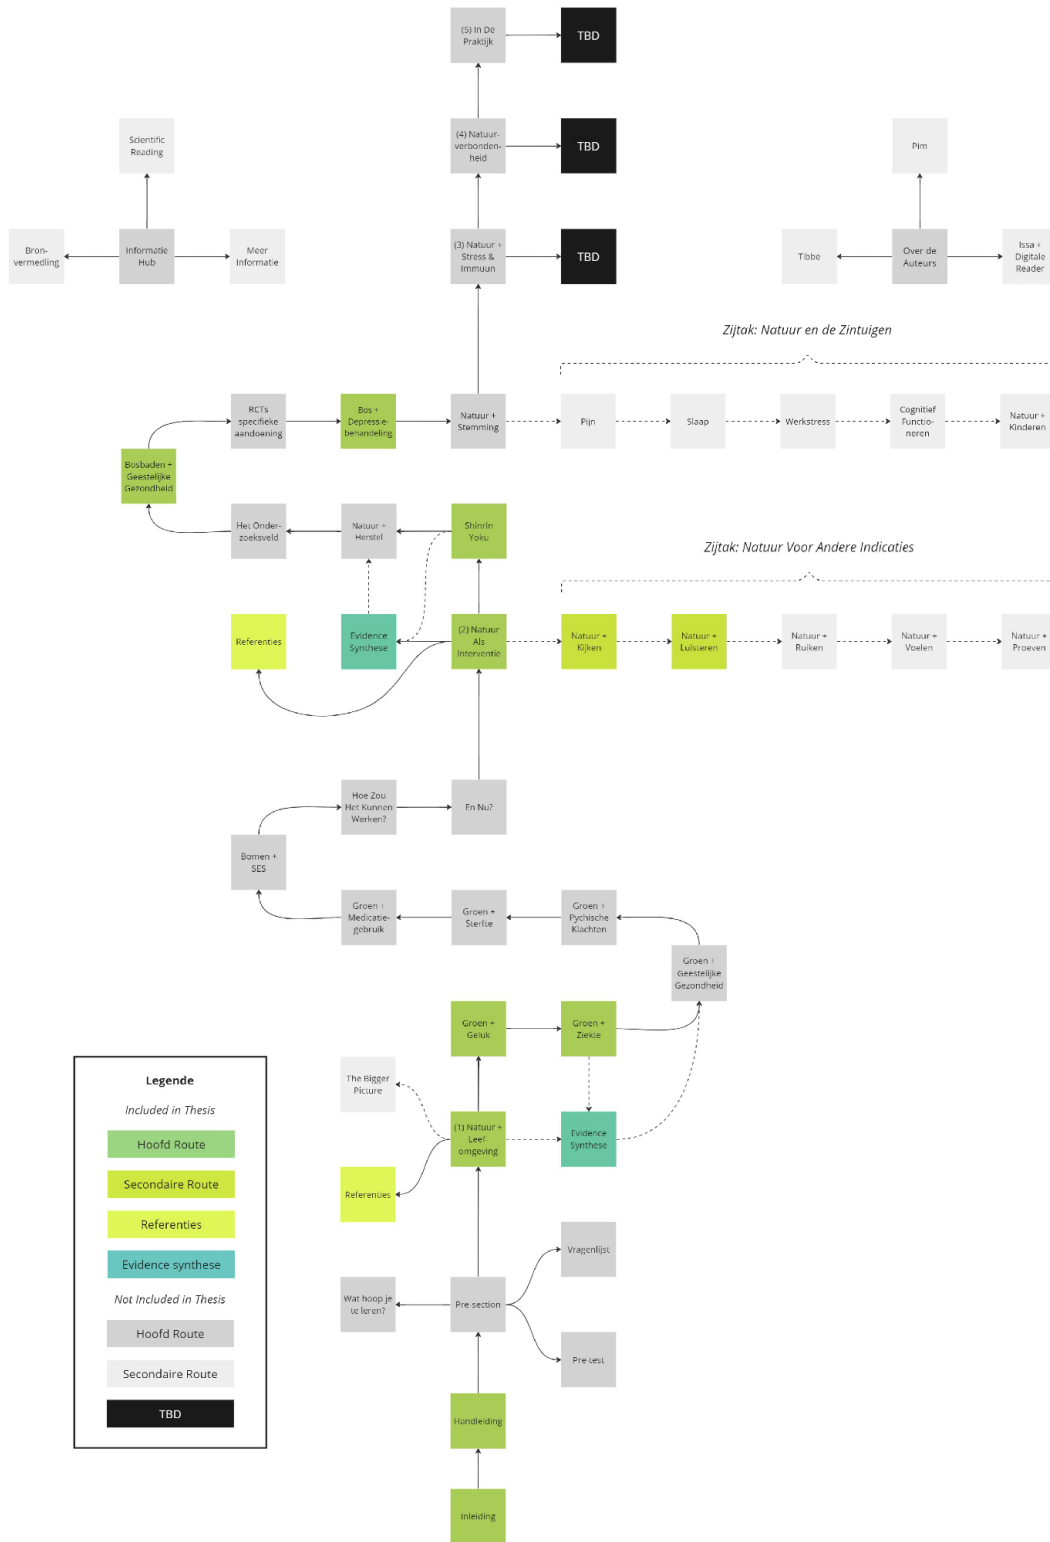 (5) In De
Praktijk
TBD
Scientific
Reading
(4) Natuur-
verbonden-
heid
TBD
Pim
Bron-
vermedling
Informatie
Hub
Meer
Informatie
(3) Natuur +
Stress &
Immuun
TBD
Tibbe
Over de
Auteurs
Issa +
Digitale
Reader
Zijtak: Natuur en de Zintuigen
RCTs
specifieke
aandoening
Bos +
Depressie-
behandeling
Natuur +
Stemming
Pijn
Slaap
Werkstress
Cognitief
Functio-
neren
Natuur +
Kinderen
Bosbaden +
Geestelijke
Gezondheid
Het Onder-
zoeksveld
Natuur +
Herstel
Shinrin
Yoku
Zijtak: Natuur Voor Andere Indicaties
Referenties
Evidence
Synthese
(2) Natuur
Als
Interventie
Natuur +
Kijken
Natuur +
Luisteren
Natuur +
Ruiken
Natuur +
Voelen
Natuur +
Proeven
Hoe Zou
Het Kunnen
Werken?
En Nu?
Bomen +
SES
Groen +
Medicatie-
gebruik
Groen +
Sterfte
Groen +
Pychische
Klachten
Groen +
Geestelijke
Gezondheid
Groen +
Geluk
Groen +
Ziekte
The Bigger
Picture
(1) Natuur +
Leef-
omgeving
Evidence
Synthese
Referenties
Vragenlijst
Wat hoop je
te leren?
Pre-section
Pre-test
Handleiding
Inleiding
Legende
Included in Thesis
Hoofd Route
Secondaire Route
Referenties
Evidence synthese
Not Included in Thesis
Hoofd Route
Secondaire Route
TBD